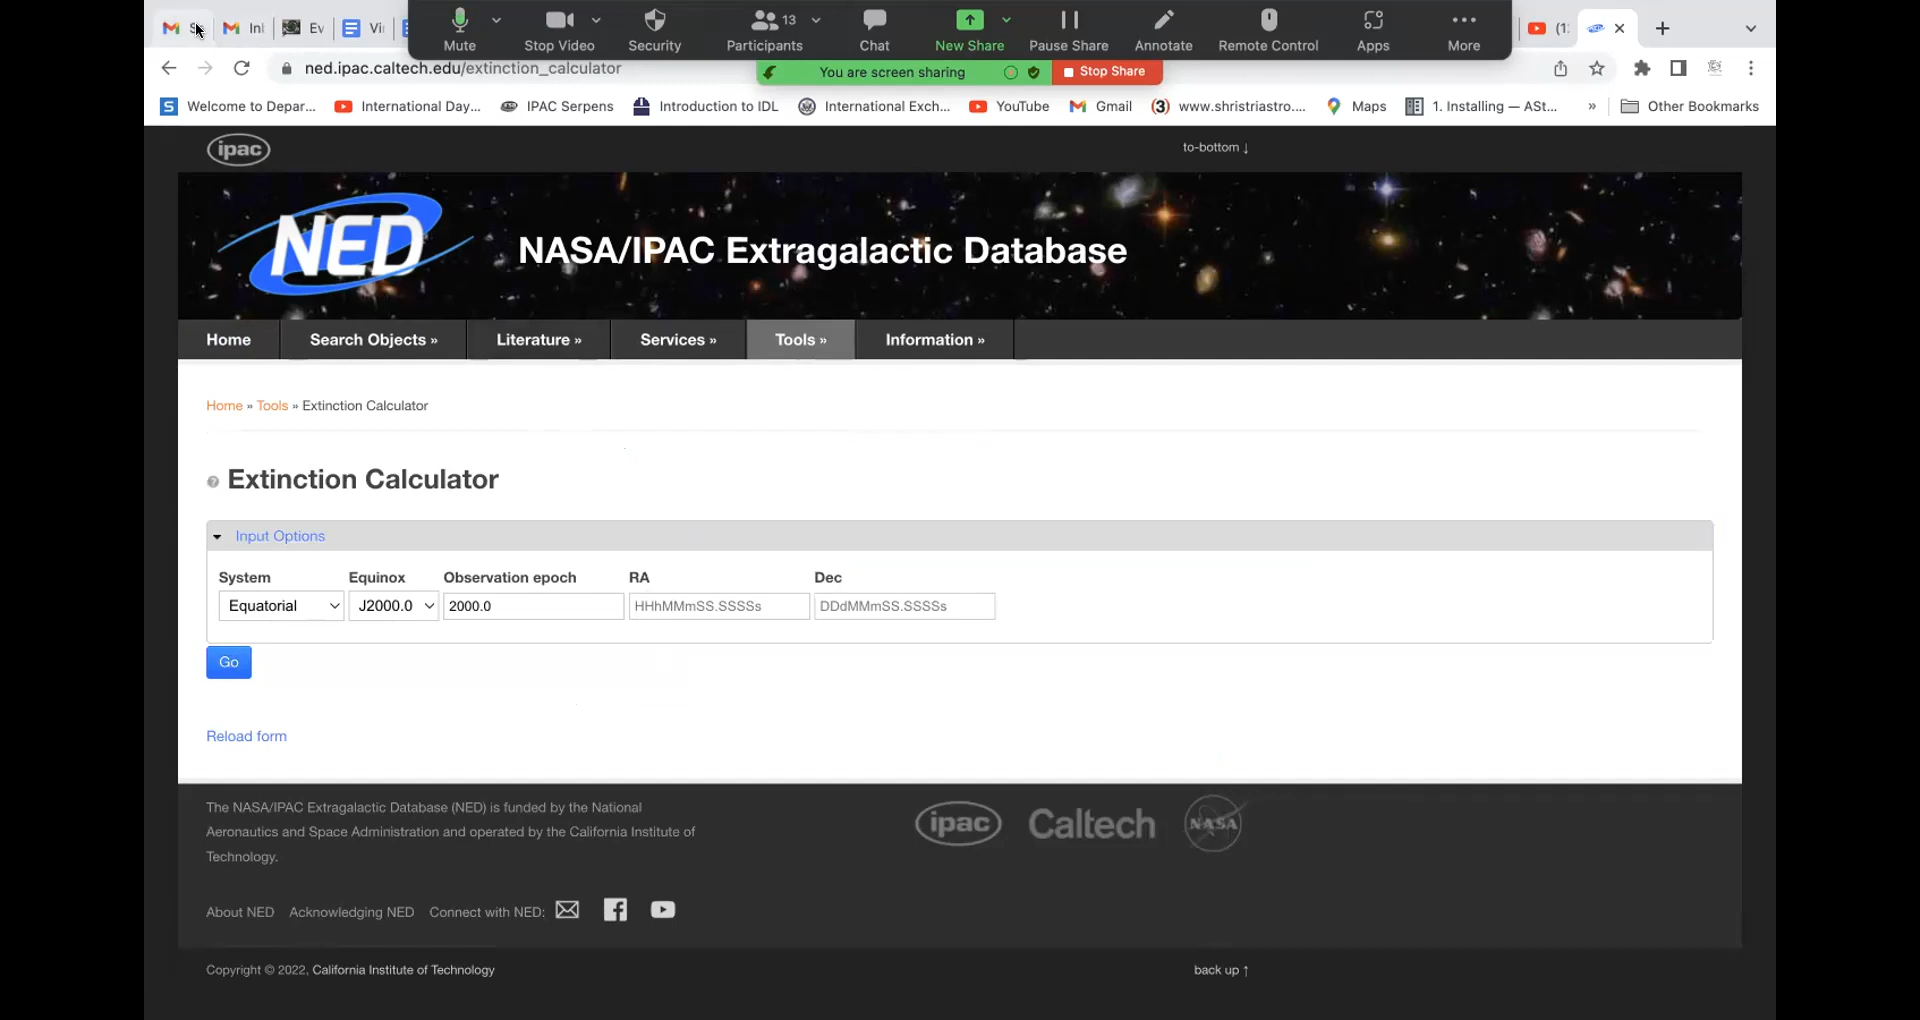 Int
Ev
Vi
Mute
Stop Video
Security
13
Participants
Chat
New Share
Pause Share
Annotate
Remote Control
Apps
More
(1
ned.ipac.caltech.edu/extinction_calculator
You are screen sharing
Stop Share
S Welcome to Depar...
International Day...
IPAC Serpens
Introduction to IDL
International Exch...
YouTube
Gmail
(3) www.shristriastro....
Maps
1. Installing — ASt...
»
Other Bookmarks
ipac
to-bottom ↓
NED
NASA/IPAC Extragalactic Database
Home
Search Objects »
Literature »
Services »
Tools »
Information »
Home » Tools » Extinction Calculator
? Extinction Calculator
Input Options
System Equinox Observation epoch RA Dec
Equatorial J2000.0 2000.0 HHhMMmSS.SSSSs DDdMMmSS.SSSSs
Go
Reload form
The NASA/IPAC Extragalactic Database (NED) is funded by the National
Aeronautics and Space Administration and operated by the California Institute of
Technology.
ipac Caltech NASA
About NED Acknowledging NED Connect with NED:
Copyright © 2022, California Institute of Technology
back up ↑